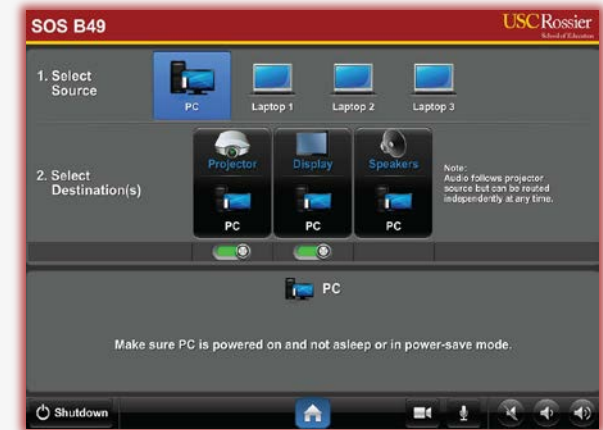 SOS B49
USC Rossier
School of Education
1. Select
Source
PC
Laptop 1
Laptop 2
Laptop 3
2. Select
Destination(s)
Projector
Display
Speakers
PC
PC
PC
Note:
Audio follows projector
source but can be routed
independently at any time.
PC
Make sure PC is powered on and not asleep or in power-save mode.
Shutdown